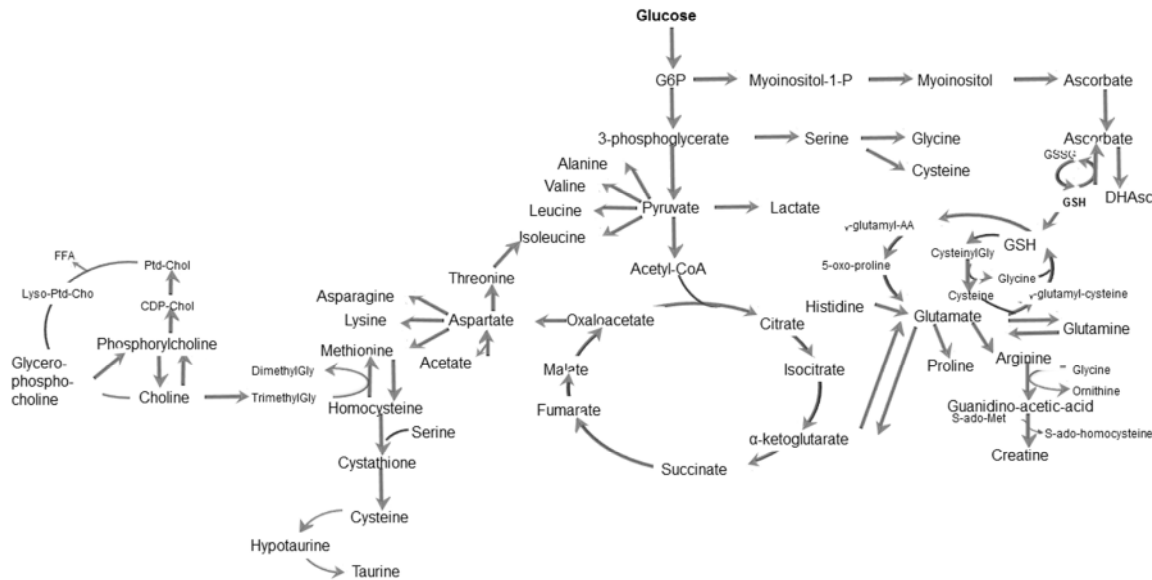 Glucose
G6P
Myoinositol-1-P
Myoinositol
Ascorbate
3-phosphoglycerate
Serine
Glycine
Ascorbate
Alanine
GSSG
Cysteine
Valine
Leucine
Pyruvate
Lactate
GSH
DHAsc
Isoleucine
γ-glutamyl-AA
GSH
FFA
Ptd-Chol
Threonine
Acetyl-CoA
5-oxo-proline
CysteinylGly
Glycine
Lyso-Ptd-Cho
CDP-Chol
Asparagine
Histidine
Cysteine
γ-glutamyl-cysteine
Lysine
Aspartate
Oxaloacetate
Citrate
Glutamate
Glutamine
Phosphorylcholine
Methionine
Acetate
Glycero-
phospho-
choline
DimethylGly
Malate
Isocitrate
Proline
Arginine
Glycine
Choline
TrimethylGly
Ornithine
Homocysteine
Fumarate
Guanidino-acetic-acid
Serine
S-ado-Met
S-ado-homocysteine
α-ketoglutarate
Cystathione
Succinate
Creatine
Cysteine
Hypotaurine
Taurine